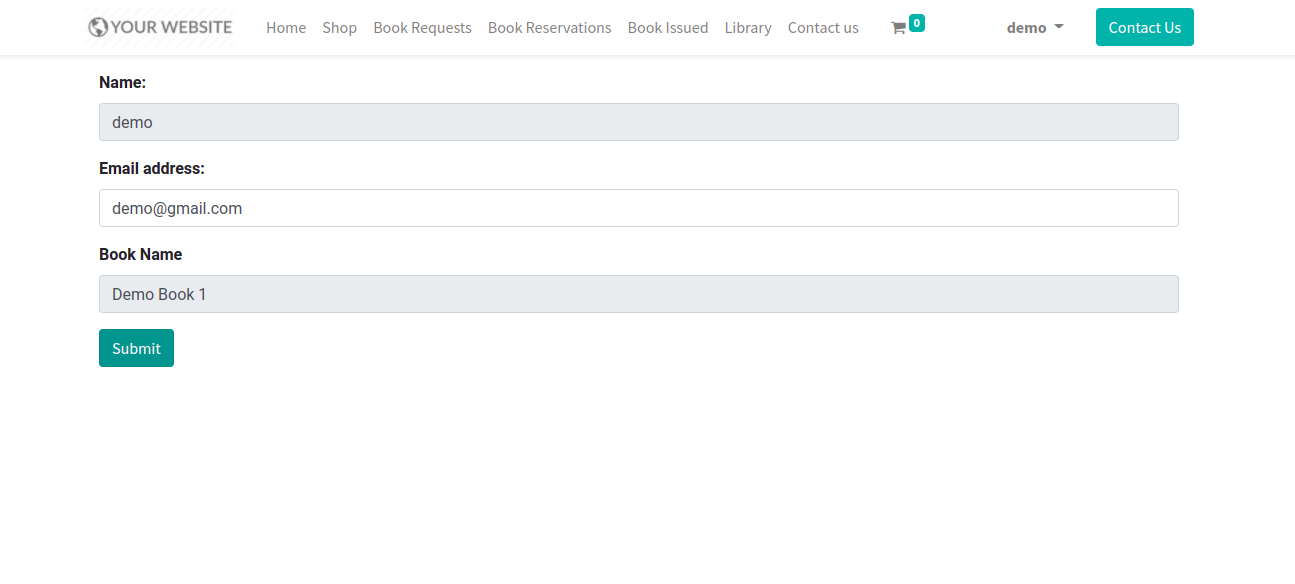 YOUR WEBSITE Home Shop Book Requests Book Reservations Book Issued Library Contact us 0 demo Contact Us
Name:
demo
Email address:
demo@gmail.com
Book Name
Demo Book 1
Submit